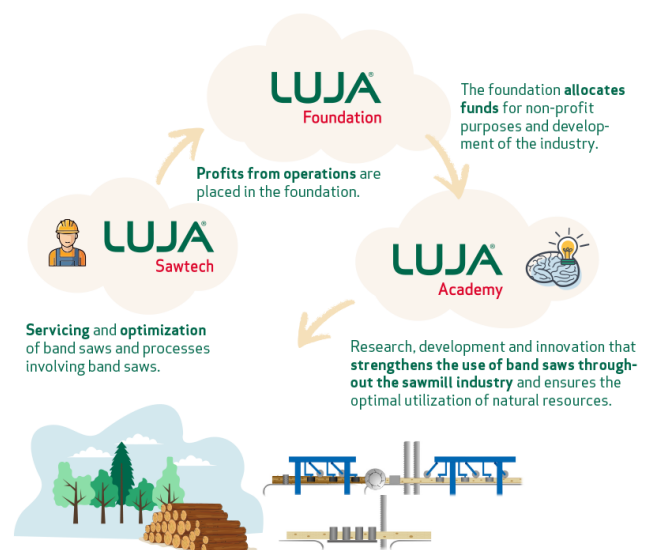 LUJA®
Foundation
The foundation allocates
funds for non-profit
purposes and develop-
ment of the industry.
Profits from operations are
placed in the foundation.
LUJA®
Sawtech
LUJA®
Academy
Servicing and optimization
of band saws and processes
involving band saws.
Research, development and innovation that
strengthens the use of band saws through-
out the sawmill industry and ensures the
optimal utilization of natural resources.